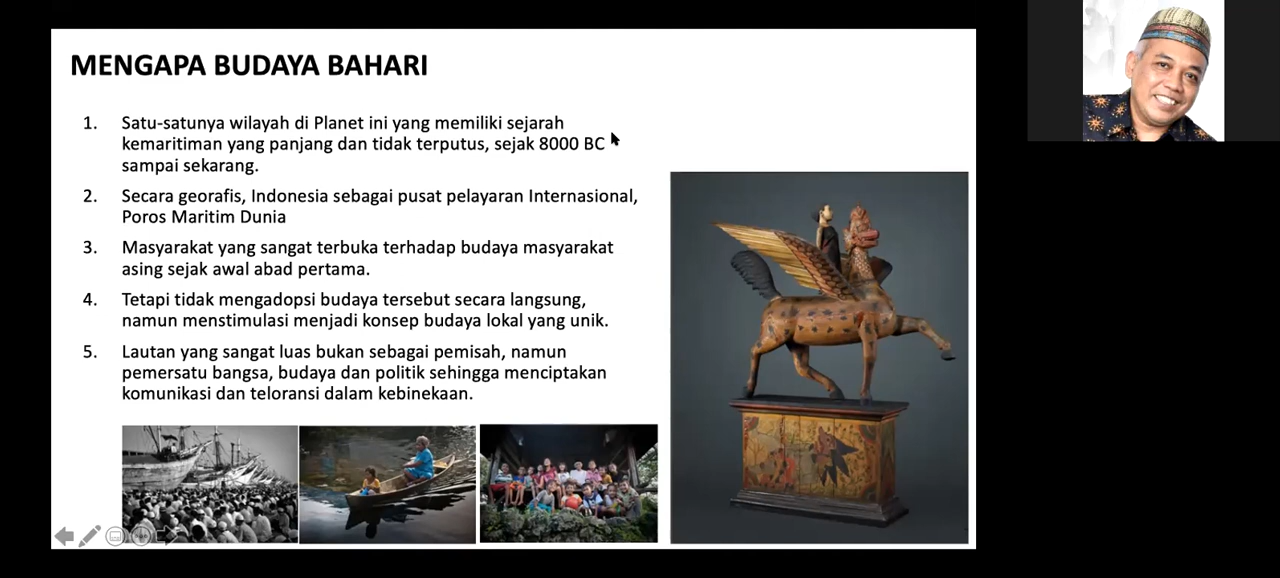 MENGAPA BUDAYA BAHARI
1. Satu-satunya wilayah di Planet ini yang memiliki sejarah
kemaritiman yang panjang dan tidak terputus, sejak 8000 BC
sampai sekarang.
2. Secara georafis, Indonesia sebagai pusat pelayaran Internasional,
Poros Maritim Dunia
3. Masyarakat yang sangat terbuka terhadap budaya masyarakat
asing sejak awal abad pertama.
4. Tetapi tidak mengadopsi budaya tersebut secara langsung,
namun menstimulasi menjadi konsep budaya lokal yang unik.
5. Lautan yang sangat luas bukan sebagai pemisah, namun
pemersatu bangsa, budaya dan politik sehingga menciptakan
komunikasi dan teloransi dalam kebinekaan.